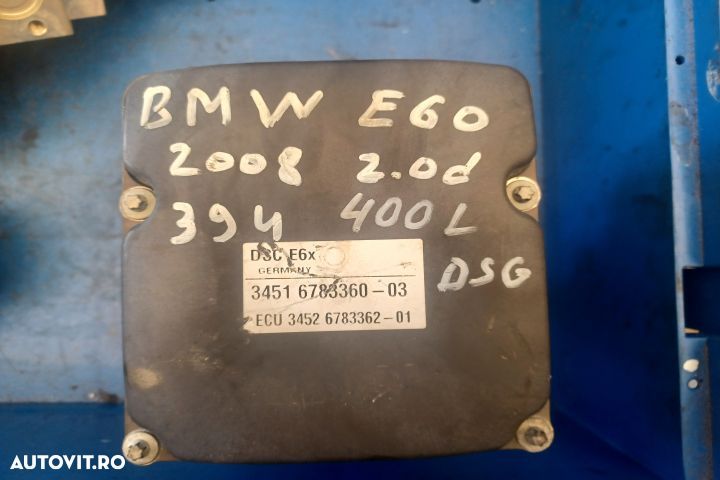 BMW E60
2008 2.0d
394 400L
DSG
DSC E6x
GERMANY
3451 6783360-03
ECU 3452 6783362-01
AUTOVIT.RO